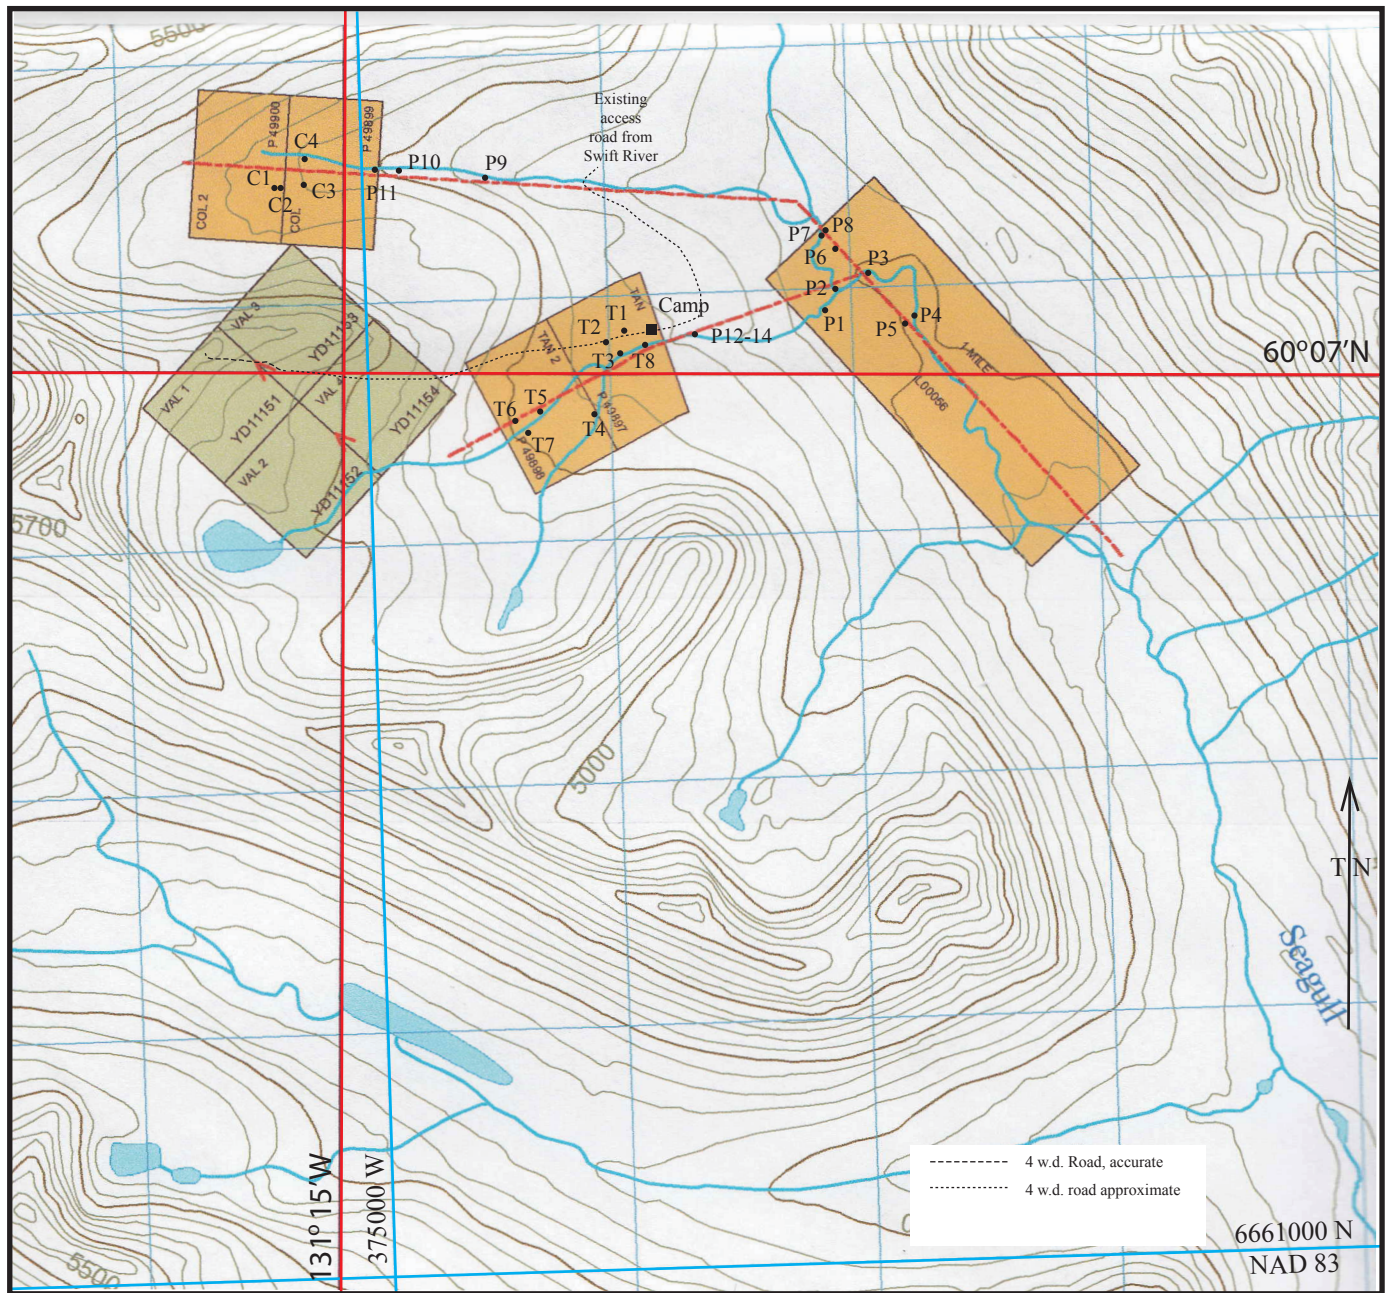 5500
Existing
access
road from
Swift River
P 49900
P 49899
C4
P10
P9
C1
C3
P11
C2
COL 2
COL
P7
P8
P6
P3
P2
P1
P4
P5
TAN
Camp
T1
T2
P12-14
TAN 2
T3
T8
1-MILE
L00056
60°07'N
VAL 3
YD11153
VAL 1
VAL 4
YD11151
YD11154
VAL 2
YD11152
T5
T6
P 49897
T4
T7
P 49896
5700
5000
T N
Seagull
131° 15'W
375000 W
4 w.d. Road, accurate
4 w.d. road approximate
6661000 N
NAD 83
5500